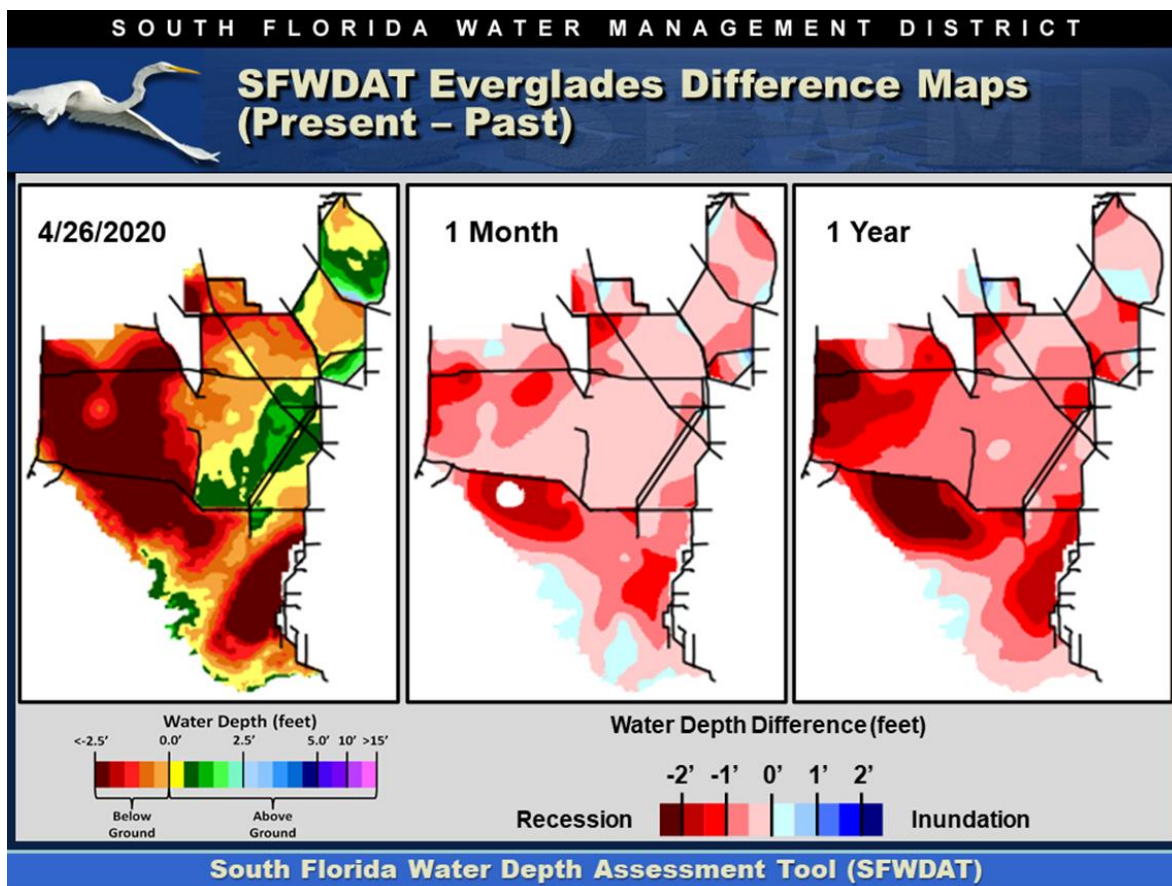 SOUTH FLORIDA WATER MANAGEMENT DISTRICT
SFWDAT Everglades Difference Maps
(Present – Past)
4/26/2020
1 Month
1 Year
Water Depth (feet)
<-2.5' 0.0' 2.5' 5.0' 10' >15'
Below
Ground
Above
Ground
Water Depth Difference (feet)
-2' -1' 0' 1' 2'
Recession
Inundation
South Florida Water Depth Assessment Tool (SFWDAT)